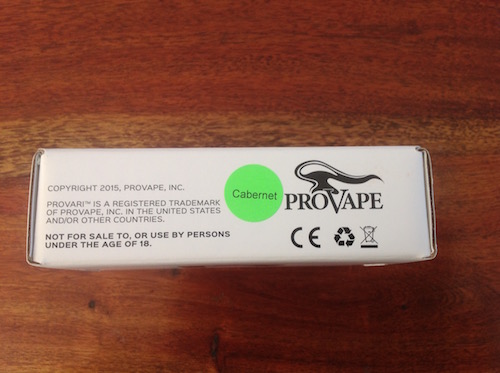 COPYRIGHT 2015, PROVAPE, INC.
PROVARI™ IS A REGISTERED TRADEMARK
OF PROVAPE, INC. IN THE UNITED STATES
AND/OR OTHER COUNTRIES.
NOT FOR SALE TO, OR USE BY PERSONS
UNDER THE AGE OF 18.
Cabernet
PROVAPE
CE